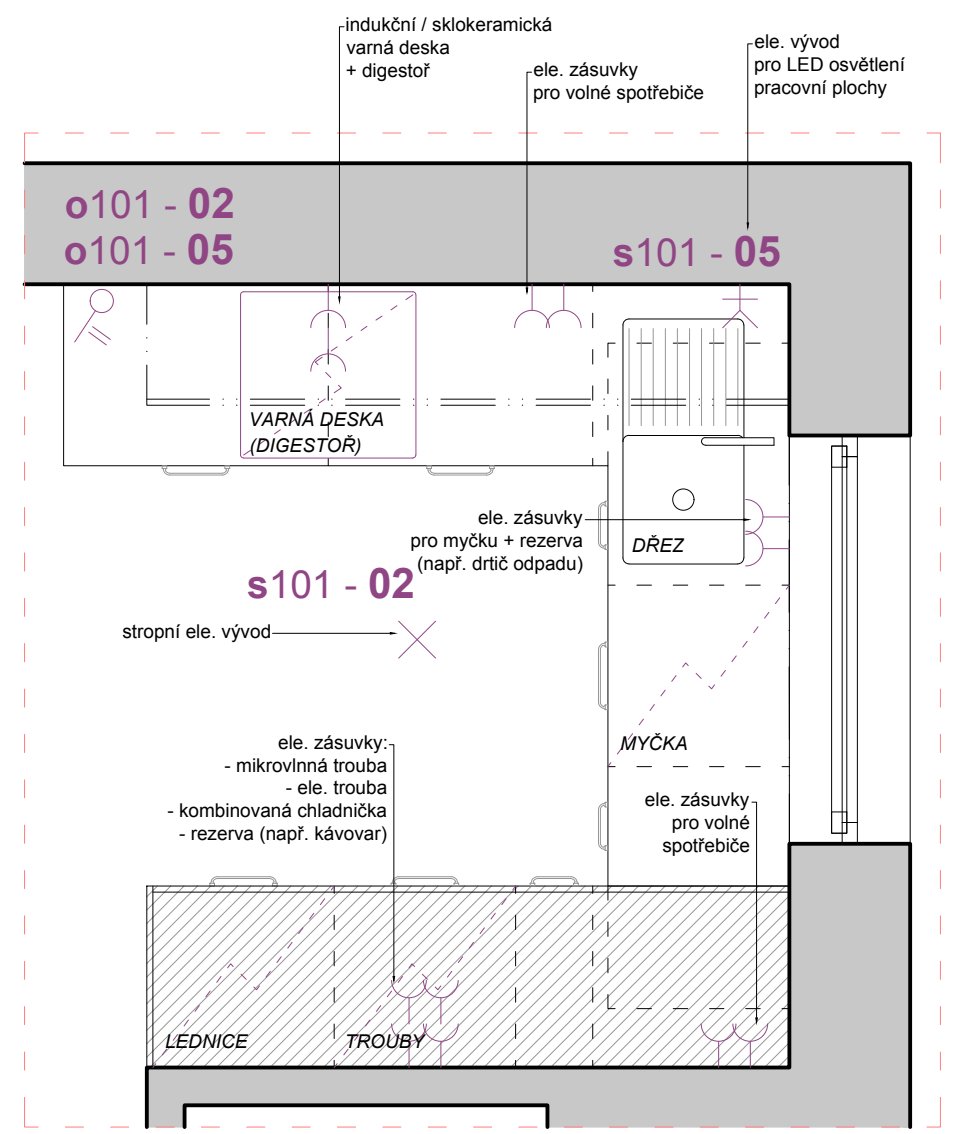 indukční / sklokeramická
varná deska
+ digestoř
ele. zásuvky
pro volné spotřebiče
ele. vývod
pro LED osvětlení
pracovní plochy
o101 - 02
o101 - 05
s101 - 05
VARNÁ DESKA
(DIGESTOŘ)
ele. zásuvky
pro myčku + rezerva
(např. drtič odpadu)
DŘEZ
s101 - 02
stropní ele. vývod
MYČKA
ele. zásuvky:
- mikrovlnná trouba
- ele. trouba
- kombinovaná chladnička
- rezerva (např. kávovar)
ele. zásuvky
pro volné
spotřebiče
LEDNICE
TROUBY